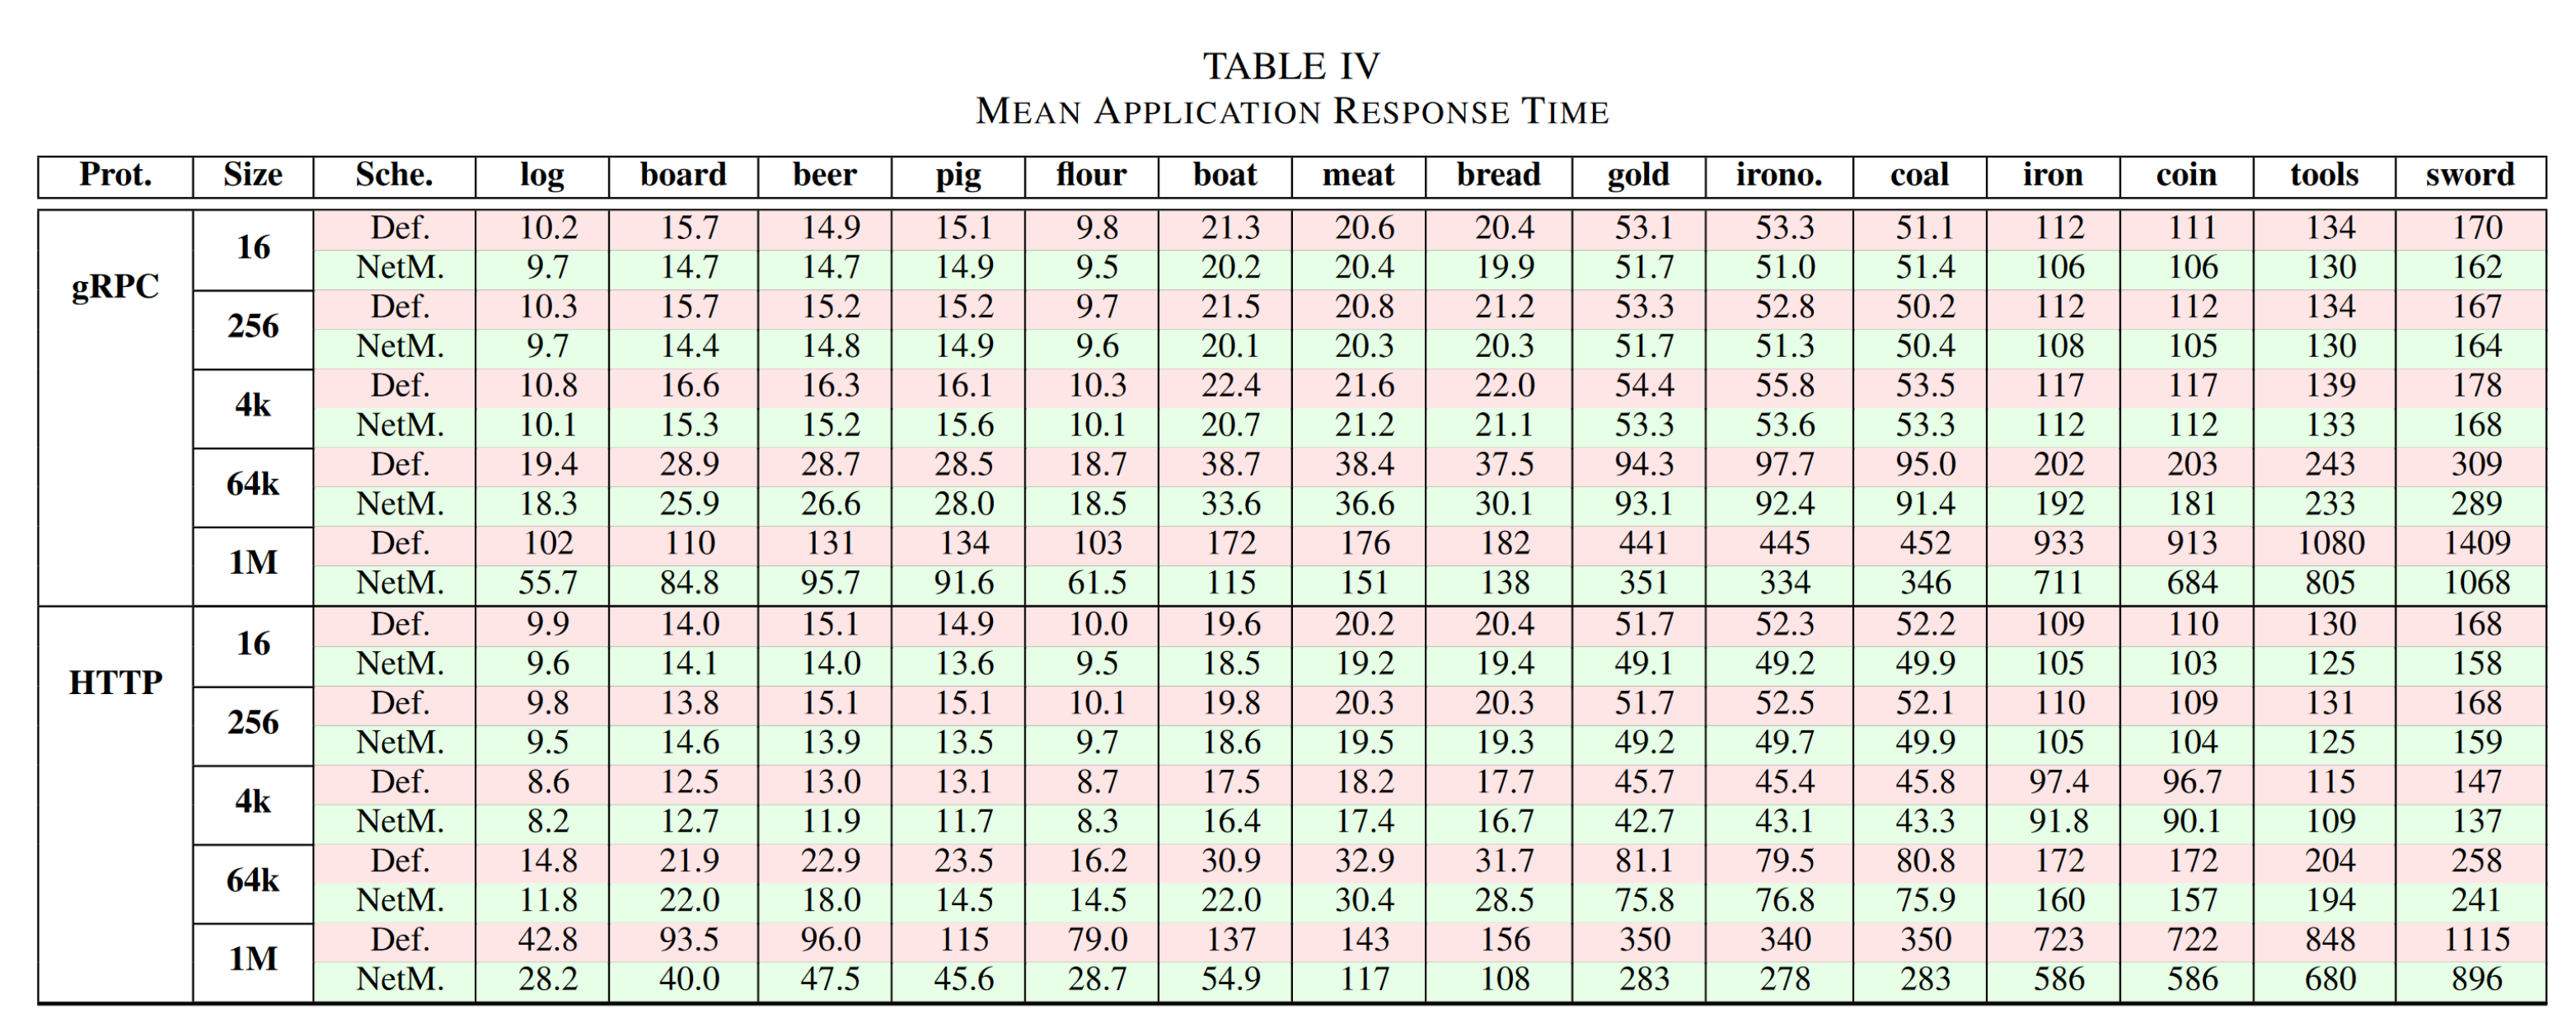 TABLE IV
MEAN APPLICATION RESPONSE TIME
Prot. Size Sche. log board beer pig flour boat meat bread gold irono. coal iron coin tools sword
gRPC 16 Def. 10.2 15.7 14.9 15.1 9.8 21.3 20.6 20.4 53.1 53.3 51.1 112 111 134 170
NetM. 9.7 14.7 14.7 14.9 9.5 20.2 20.4 19.9 51.7 51.0 51.4 106 106 130 162
256 Def. 10.3 15.7 15.2 15.2 9.7 21.5 20.8 21.2 53.3 52.8 50.2 112 112 134 167
NetM. 9.7 14.4 14.8 14.9 9.6 20.1 20.3 20.3 51.7 51.3 50.4 108 105 130 164
4k Def. 10.8 16.6 16.3 16.1 10.3 22.4 21.6 22.0 54.4 55.8 53.5 117 117 139 178
NetM. 10.1 15.3 15.2 15.6 10.1 20.7 21.2 21.1 53.3 53.6 53.3 112 112 133 168
64k Def. 19.4 28.9 28.7 28.5 18.7 38.7 38.4 37.5 94.3 97.7 95.0 202 203 243 309
NetM. 18.3 25.9 26.6 28.0 18.5 33.6 36.6 30.1 93.1 92.4 91.4 192 181 233 289
1M Def. 102 110 131 134 103 172 176 182 441 445 452 933 913 1080 1409
NetM. 55.7 84.8 95.7 91.6 61.5 115 151 138 351 334 346 711 684 805 1068
HTTP 16 Def. 9.9 14.0 15.1 14.9 10.0 19.6 20.2 20.4 51.7 52.3 52.2 109 110 130 168
NetM. 9.6 14.1 14.0 13.6 9.5 18.5 19.2 19.4 49.1 49.2 49.9 105 103 125 158
256 Def. 9.8 13.8 15.1 15.1 10.1 19.8 20.3 20.3 51.7 52.5 52.1 110 109 131 168
NetM. 9.5 14.6 13.9 13.5 9.7 18.6 19.5 19.3 49.2 49.7 49.9 105 104 125 159
4k Def. 8.6 12.5 13.0 13.1 8.7 17.5 18.2 17.7 45.7 45.4 45.8 97.4 96.7 115 147
NetM. 8.2 12.7 11.9 11.7 8.3 16.4 17.4 16.7 42.7 43.1 43.3 91.8 90.1 109 137
64k Def. 14.8 21.9 22.9 23.5 16.2 30.9 32.9 31.7 81.1 79.5 80.8 172 172 204 258
NetM. 11.8 22.0 18.0 14.5 14.5 22.0 30.4 28.5 75.8 76.8 75.9 160 157 194 241
1M Def. 42.8 93.5 96.0 115 79.0 137 143 156 350 340 350 723 722 848 1115
NetM. 28.2 40.0 47.5 45.6 28.7 54.9 117 108 283 278 283 586 586 680 896